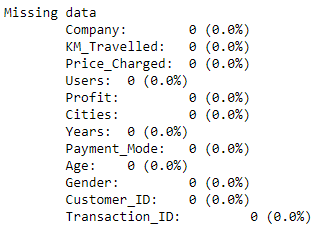 Missing data
Company: 0 (0.0%)
KM_Travelled: 0 (0.0%)
Price_Charged: 0 (0.0%)
Users: 0 (0.0%)
Profit: 0 (0.0%)
Cities: 0 (0.0%)
Years: 0 (0.0%)
Payment_Mode: 0 (0.0%)
Age: 0 (0.0%)
Gender: 0 (0.0%)
Customer_ID: 0 (0.0%)
Transaction_ID: 0 (0.0%)